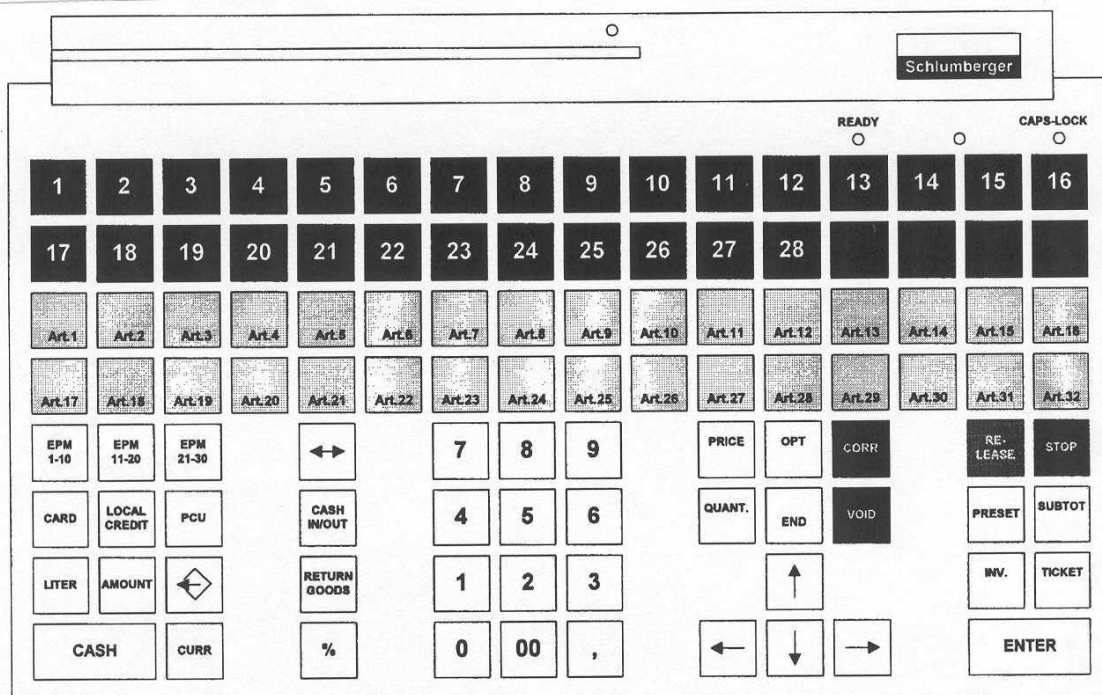 Schlumberger
READY CAPS-LOCK
1 2 3 4 5 6 7 8 9 10 11 12 13 14 15 16
17 18 19 20 21 22 23 24 25 26 27 28
Art.1 Art.2 Art.3 Art.4 Art.5 Art.6 Art.7 Art.8 Art.9 Art.10 Art.11 Art.12 Art.13 Art.14 Art.15 Art.16
Art.17 Art.18 Art.19 Art.20 Art.21 Art.22 Art.23 Art.24 Art.25 Art.26 Art.27 Art.28 Art.29 Art.30 Art.31 Art.32
EPM EPM EPM 7 8 9 PRICE OPT CORR RE- STOP
1-10 11-20 21-30 LEASE
CARD LOCAL PCU CASH 4 5 6 QUANT. END VOID PRESET SUBTOT
CREDIT IN/OUT
LITER AMOUNT RETURN 1 2 3 INV. TICKET
GOODS
CASH CURR % 0 00 , ENTER